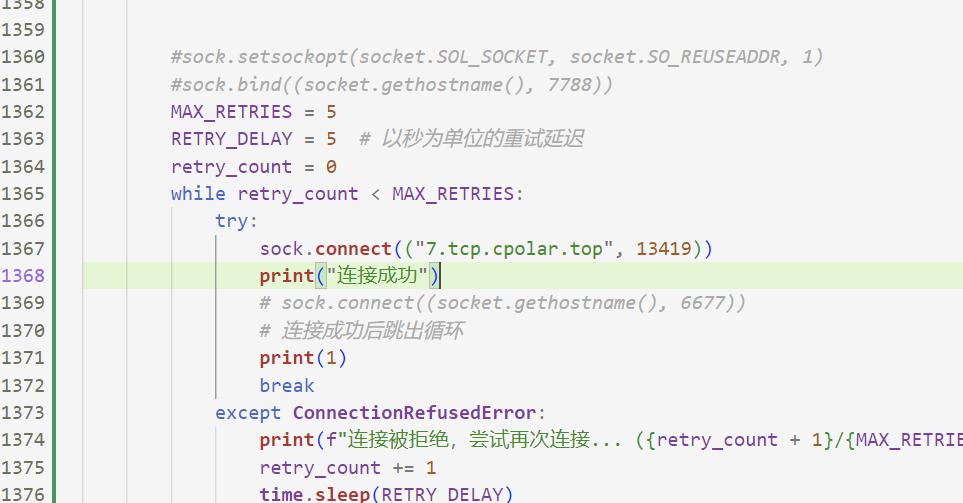 1358
1359
1360 #sock.setsockopt(socket.SOL_SOCKET, socket.SO_REUSEADDR, 1)
1361 #sock.bind((socket.gethostname(), 7788))
1362 MAX_RETRIES = 5
1363 RETRY_DELAY = 5  # 以秒为单位的重试延迟
1364 retry_count = 0
1365 while retry_count < MAX_RETRIES:
1366 try:
1367 sock.connect(("7.tcp.cpolar.top", 13419))
1368 print("连接成功")
1369 # sock.connect((socket.gethostname(), 6677))
1370 # 连接成功后跳出循环
1371 print(1)
1372 break
1373 except ConnectionRefusedError:
1374 print(f"连接被拒绝，尝试再次连接... ({retry_count + 1}/{MAX_RETRIE
1375 retry_count += 1
1376 time.sleep(RETRY_DELAY)